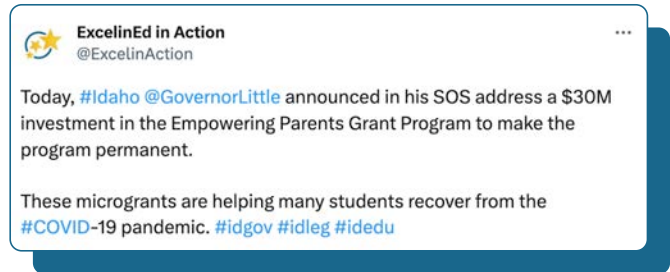 ExcelinEd in Action
@ExcelinAction
Today, #Idaho @GovernorLittle announced in his SOS address a $30M
investment in the Empowering Parents Grant Program to make the
program permanent.
These microgrants are helping many students recover from the
#COVID-19 pandemic. #idgov #idleg #idedu